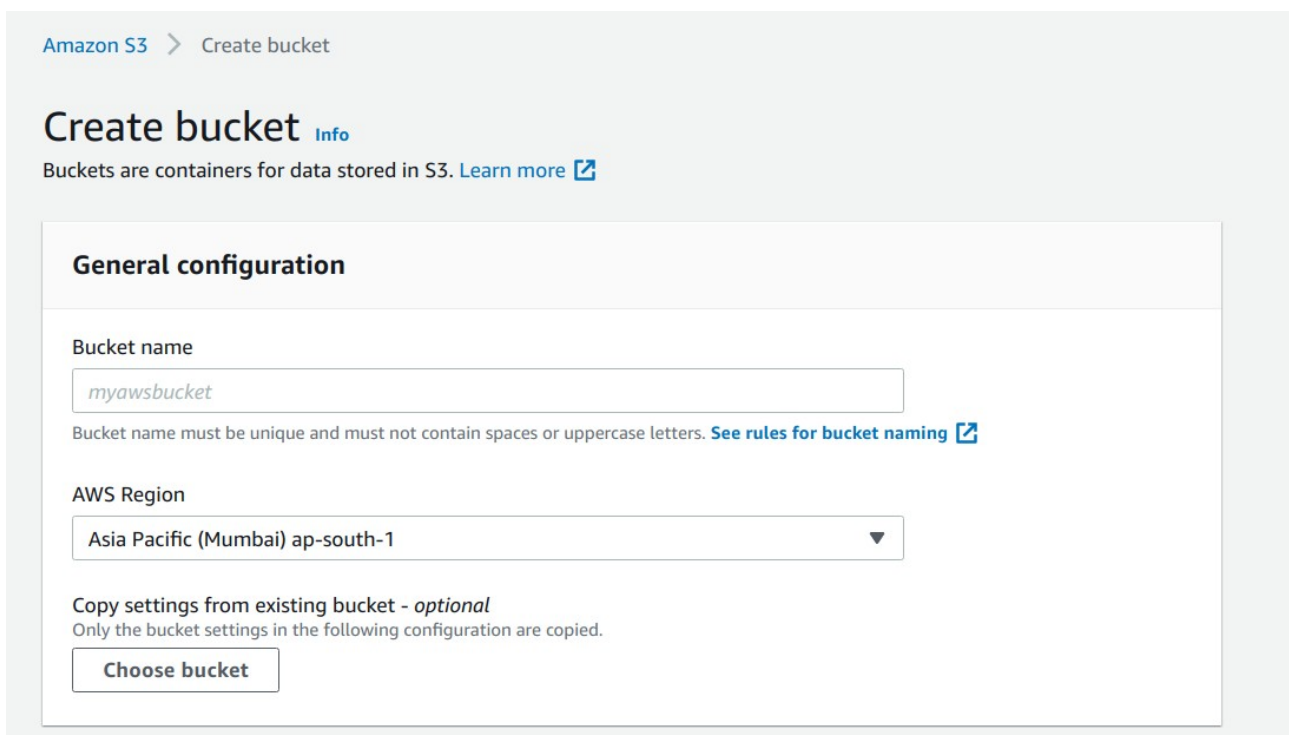 Amazon S3 > Create bucket
Create bucket Info
Buckets are containers for data stored in S3. Learn more
General configuration
Bucket name
myawsbucket
Bucket name must be unique and must not contain spaces or uppercase letters. See rules for bucket naming
AWS Region
Asia Pacific (Mumbai) ap-south-1
Copy settings from existing bucket - optional
Only the bucket settings in the following configuration are copied.
Choose bucket